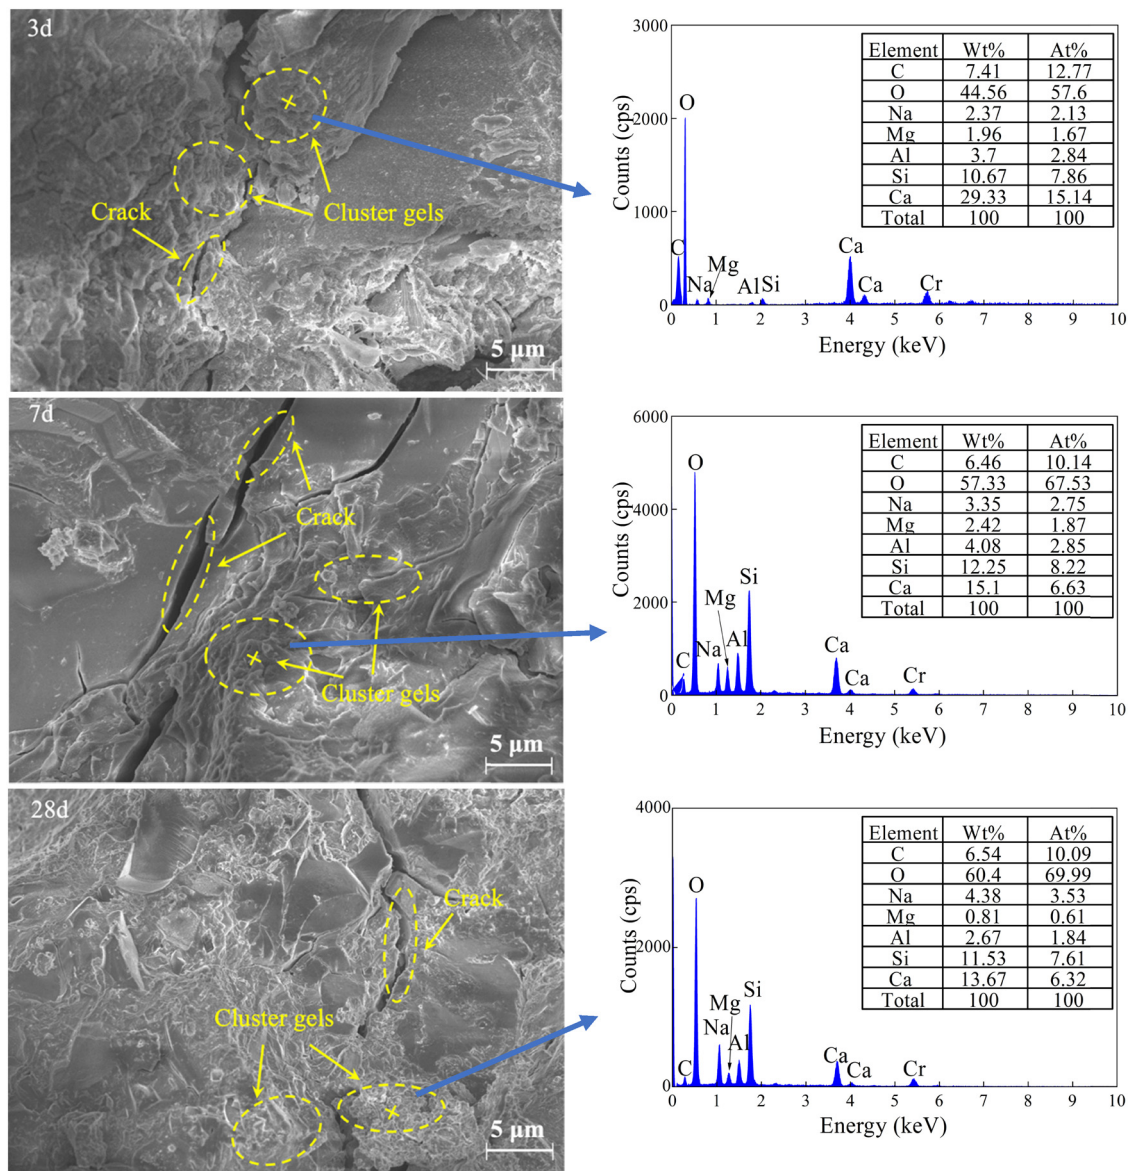 3d
Cluster gels
Crack
5 µm
3000
2000
1000
0
Counts (cps)
O
C
Na
Mg
Al
Si
Ca
Ca
Cr
0 1 2 3 4 5 6 7 8 9 10
Energy (keV)
Element Wt% At%
C 7.41 12.77
O 44.56 57.6
Na 2.37 2.13
Mg 1.96 1.67
Al 3.7 2.84
Si 10.67 7.86
Ca 29.33 15.14
Total 100 100
7d
Crack
Cluster gels
5 µm
6000
4000
2000
0
Counts (cps)
O
C
Na
Mg
Al
Si
Ca
Ca
Cr
0 1 2 3 4 5 6 7 8 9 10
Energy (keV)
Element Wt% At%
C 6.46 10.14
O 57.33 67.53
Na 3.35 2.75
Mg 2.42 1.87
Al 4.08 2.85
Si 12.25 8.22
Ca 15.1 6.63
Total 100 100
28d
Crack
Cluster gels
5 µm
4000
2000
0
Counts (cps)
O
C
Na
Mg
Al
Si
Ca
Ca
Cr
0 1 2 3 4 5 6 7 8 9 10
Energy (keV)
Element Wt% At%
C 6.54 10.09
O 60.4 69.99
Na 4.38 3.53
Mg 0.81 0.61
Al 2.67 1.84
Si 11.53 7.61
Ca 13.67 6.32
Total 100 100